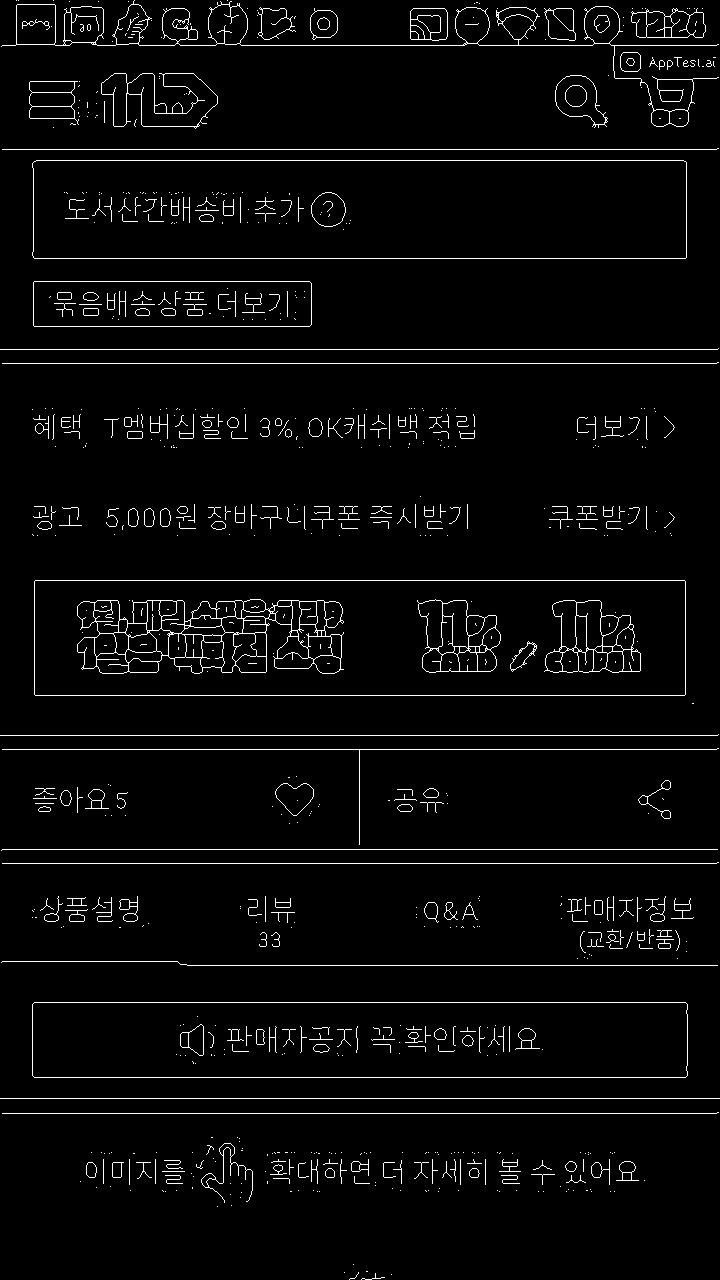 pong
30
12:24
AppTest.ai
11
도서산간배송비 추가 ?
묶음배송상품 더보기
혜택 T멤버십할인 3%, OK캐쉬백 적립 더보기 >
광고 5,000원 장바구니쿠폰 즉시받기 쿠폰받기 >
9월, 매일 쇼핑을 하라!?
11일은 백화점 쇼핑
11% CARD / 11% COUPON
좋아요 5
공유
상품설명 리뷰 Q&A 판매자정보
33 (교환/반품)
판매자공지 꼭 확인하세요
이미지를 확대하면 더 자세히 볼 수 있어요